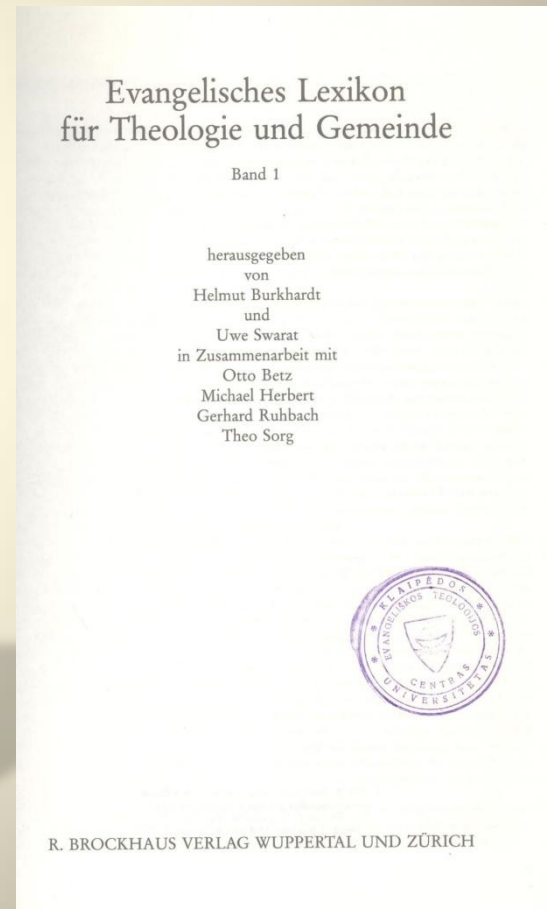 Evangelisches Lexikon
für Theologie und Gemeinde
Band 1
herausgegeben
von
Helmut Burkhardt
und
Uwe Swarat
in Zusammenarbeit mit
Otto Betz
Michael Herbert
Gerhard Ruhbach
Theo Sorg
* KLAIPĖDOS *
* UNIVERSITETAS *
EVANGELIŠKOS TEOLOGIJOS
CENTRAS
R. BROCKHAUS VERLAG WUPPERTAL UND ZÜRICH